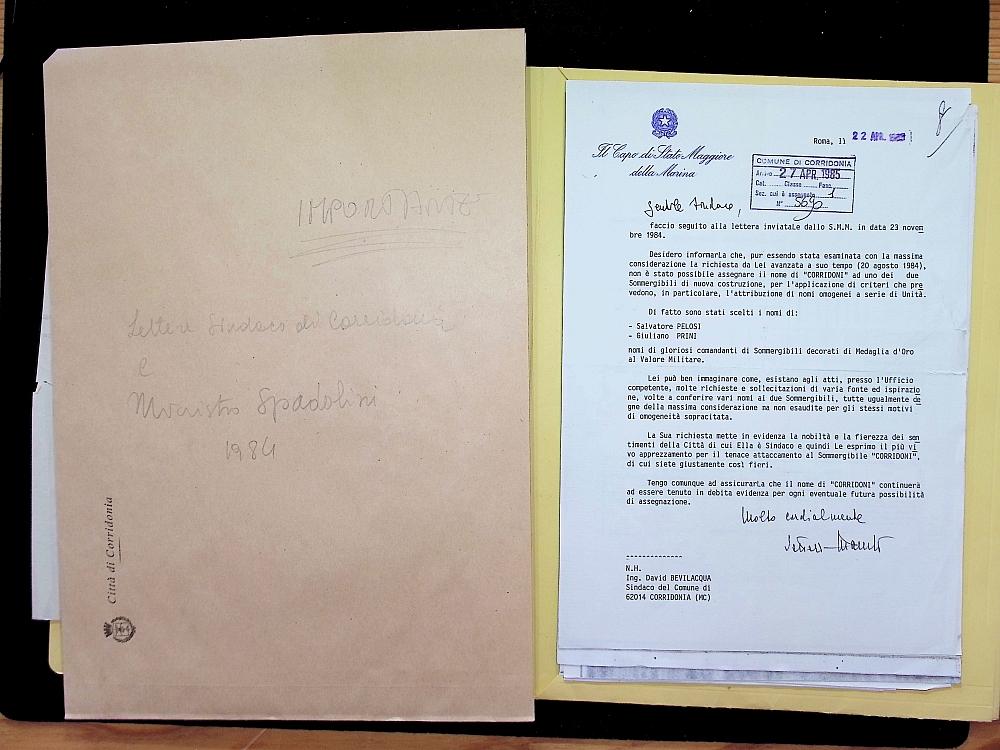 IMPORTANTE
Lettere Sindaco di Corridonia
e
Ministro Spadolini
1984
Città di Corridonia
Roma, lì 22 APR. 1985
Il Capo di Stato Maggiore
della Marina
COMUNE DI CORRIDONIA
Arrivo 27 APR. 1985
Cat. Classe Fasc.
Sez. cui è assegnato 1
N° 5690
Gentile Sindaco,
faccio seguito alla lettera inviataLe dallo S.M.M. in data 23 novem
bre 1984.
Desidero informarLa che, pur essendo stata esaminata con la massima
considerazione la richiesta da Lei avanzata a suo tempo (20 agosto 1984),
non è stato possibile assegnare il nome di "CORRIDONI" ad uno dei due
Sommergibili di nuova costruzione, per l'applicazione di criteri che pre
vedono, in particolare, l'attribuzione di nomi omogenei a serie di Unità.
Di fatto sono stati scelti i nomi di:
- Salvatore PELOSI
- Giuliano PRINI
nomi di gloriosi comandanti di Sommergibili decorati di Medaglia d'Oro
al Valore Militare.
Lei può ben immaginare come, esistano agli atti, presso l'Ufficio
competente, molte richieste e sollecitazioni di varia fonte ed ispirazio
ne, volte a conferire vari nomi ai due Sommergibili, tutte ugualmente de
gne della massima considerazione ma non esaudite per gli stessi motivi
di omogeneità sopracitata.
La Sua richiesta mette in evidenza la nobiltà e la fierezza dei sen
timenti della Città di cui Ella è Sindaco e quindi Le esprimo il più vi
vo apprezzamento per il tenace attaccamento al Sommergibile "CORRIDONI",
di cui siete giustamente così fieri.
Tengo comunque ad assicurarLa che il nome di "CORRIDONI" continuerà
ad essere tenuto in debita evidenza per ogni eventuale futura possibilità
di assegnazione.
Molto cordialmente
N.H.
Ing. David BEVILACQUA
Sindaco del Comune di
62014 CORRIDONIA (MC)